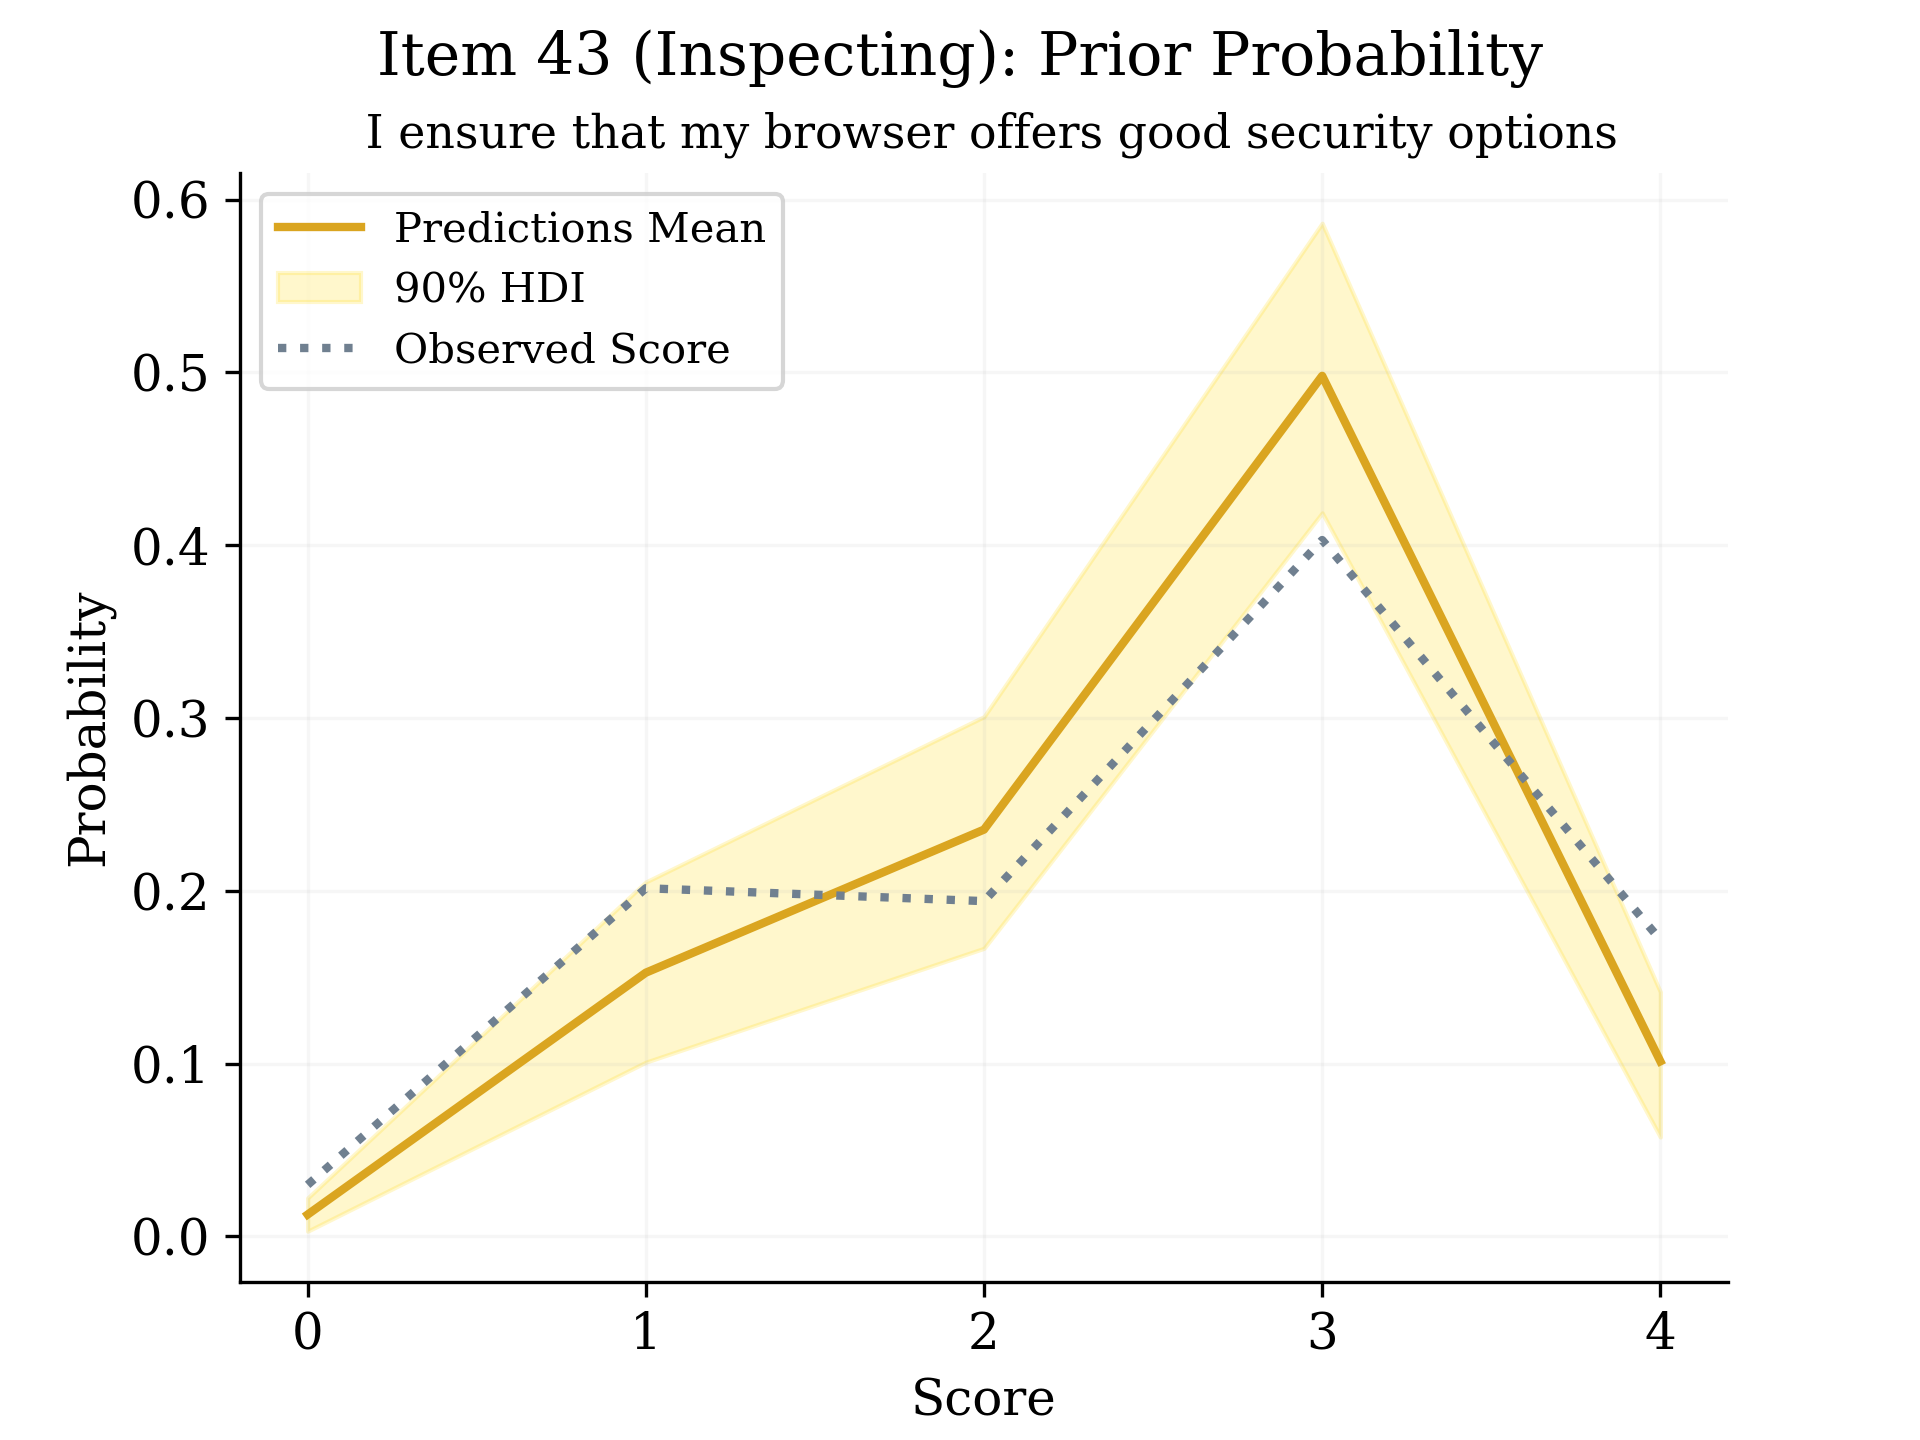 Item 43 (Inspecting): Prior Probability
I ensure that my browser offers good security options
Predictions Mean
90% HDI
Observed Score
0.6
0.5
0.4
0.3
0.2
0.1
0.0
Probability
0 1 2 3 4
Score